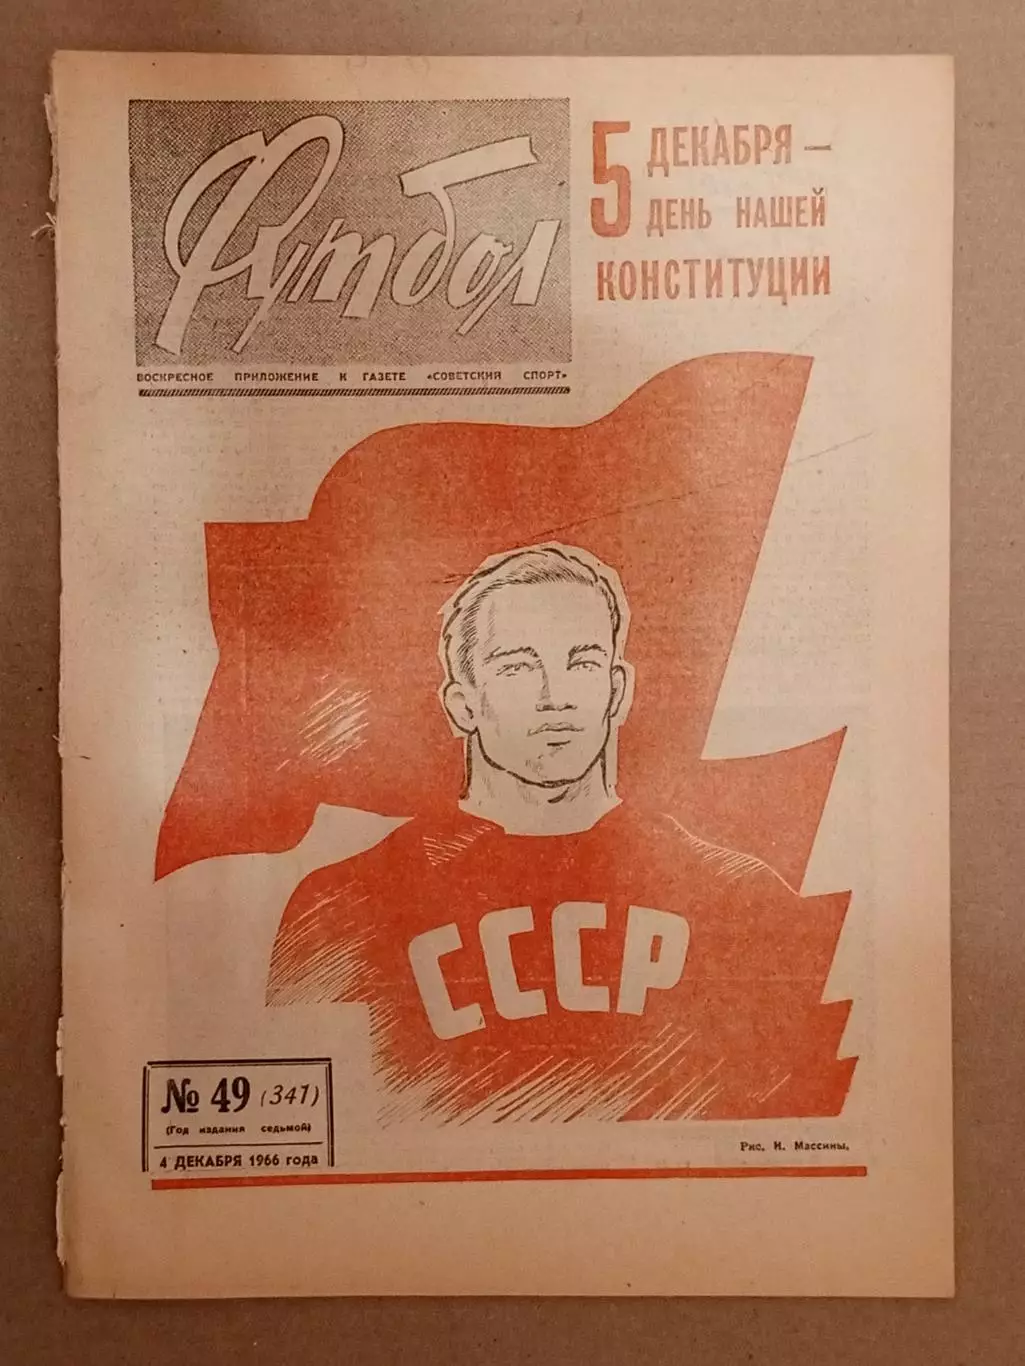 Футбол
5 ДЕКАБРЯ —
ДЕНЬ НАШЕЙ
КОНСТИТУЦИИ
ВОСКРЕСНОЕ ПРИЛОЖЕНИЕ К ГАЗЕТЕ «СОВЕТСКИЙ СПОРТ»
СССР
№ 49 (341)
(Год издания седьмой)
4 ДЕКАБРЯ 1966 года
Рис. И. Массины.